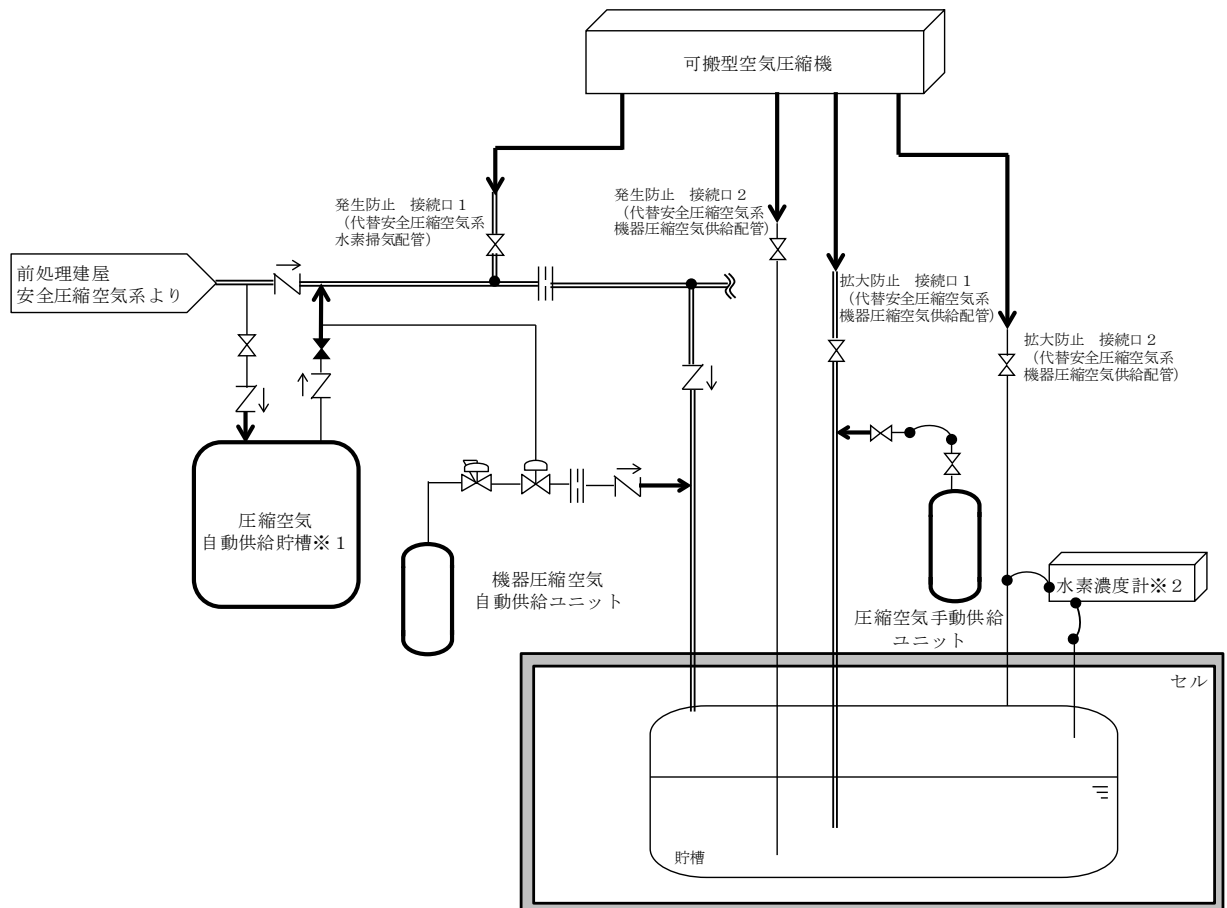 可搬型空気圧縮機
発生防止 接続口1
（代替安全圧縮空気系
水素掃気配管）
発生防止 接続口2
（代替安全圧縮空気系
機器圧縮空気供給配管）
前処理建屋
安全圧縮空気系より
拡大防止 接続口1
（代替安全圧縮空気系
機器圧縮空気供給配管）
拡大防止 接続口2
（代替安全圧縮空気系
機器圧縮空気供給配管）
圧縮空気
自動供給貯槽※1
機器圧縮空気
自動供給ユニット
圧縮空気手動供給
ユニット
水素濃度計※2
セル
貯槽